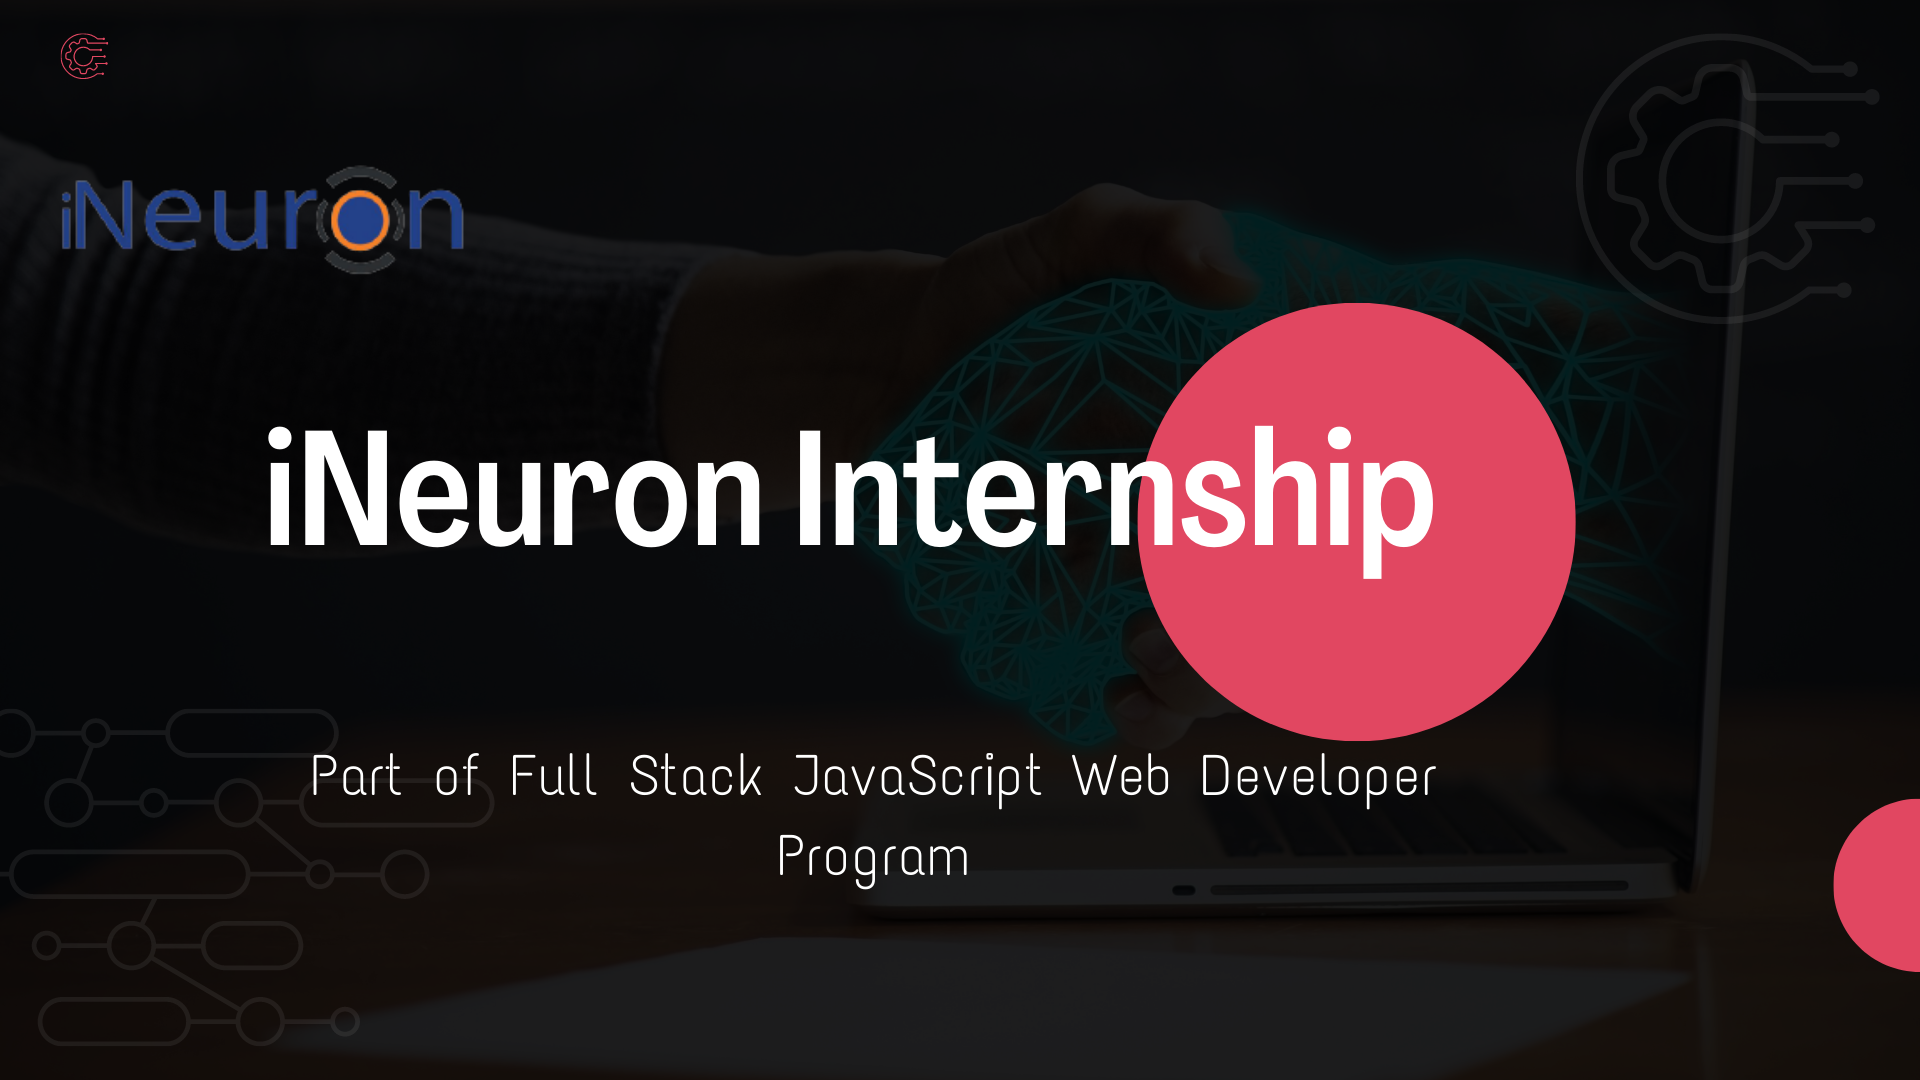 iNeuron
iNeuron Internship
Part of Full Stack JavaScript Web Developer
Program